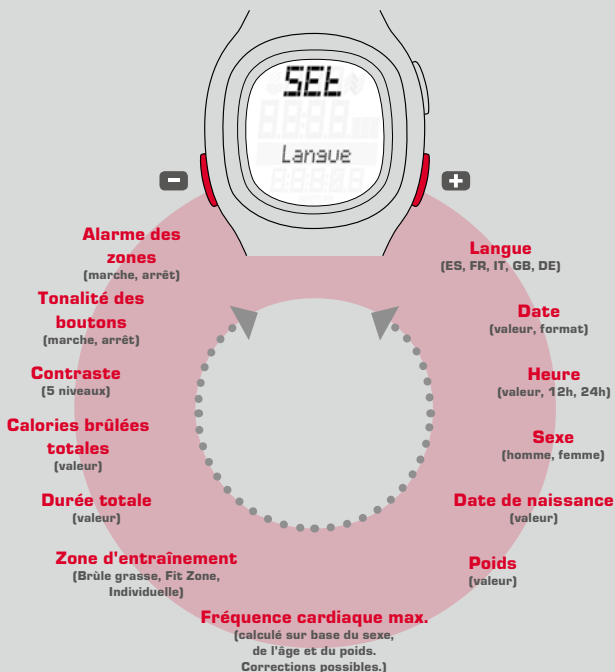 SEt
Langue
-
+
Langue
(ES, FR, IT, GB, DE)
Date
(valeur, format)
Heure
(valeur, 12h, 24h)
Sexe
(homme, femme)
Date de naissance
(valeur)
Poids
(valeur)
Fréquence cardiaque max.
(calculé sur base du sexe,
de l'âge et du poids.
Corrections possibles.)
Zone d'entraînement
(Brûle grasse, Fit Zone,
Individuelle)
Durée totale
(valeur)
Calories brûlées
totales
(valeur)
Contraste
(5 niveaux)
Tonalité des
boutons
(marche, arrêt)
Alarme des
zones
(marche, arrêt)